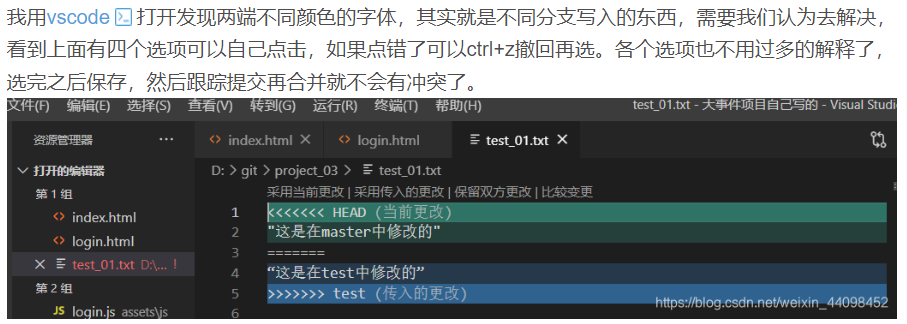 我用vscode打开发现两端不同颜色的字体，其实就是不同分支写入的东西，需要我们认为去解决，
看到上面有四个选项可以自己点击，如果点错了可以ctrl+z撤回再选。各个选项也不用过多的解释了，
选完之后保存，然后跟踪提交再合并就不会有冲突了。
文件(F) 编辑(E) 选择(S) 查看(V) 转到(G) 运行(R) 终端(T) 帮助(H) test_01.txt - 大事件项目自己写的 - Visual Studi
资源管理器 ··· <> index.html × <> login.html test_01.txt ×
打开的编辑器 D: > git > project_03 > test_01.txt
第 1 组 采用当前更改 | 采用传入的更改 | 保留双方更改 | 比较变更
<> index.html 1 <<<<<<< HEAD (当前更改)
<> login.html 2 "这是在master中修改的"
3 =======
× test_01.txt D:\... ! 4 “这是在test中修改的”
第 2 组 5 >>>>>>> test (传入的更改)
JS login.js assets\js 6
https://blog.csdn.net/weixin_44098452